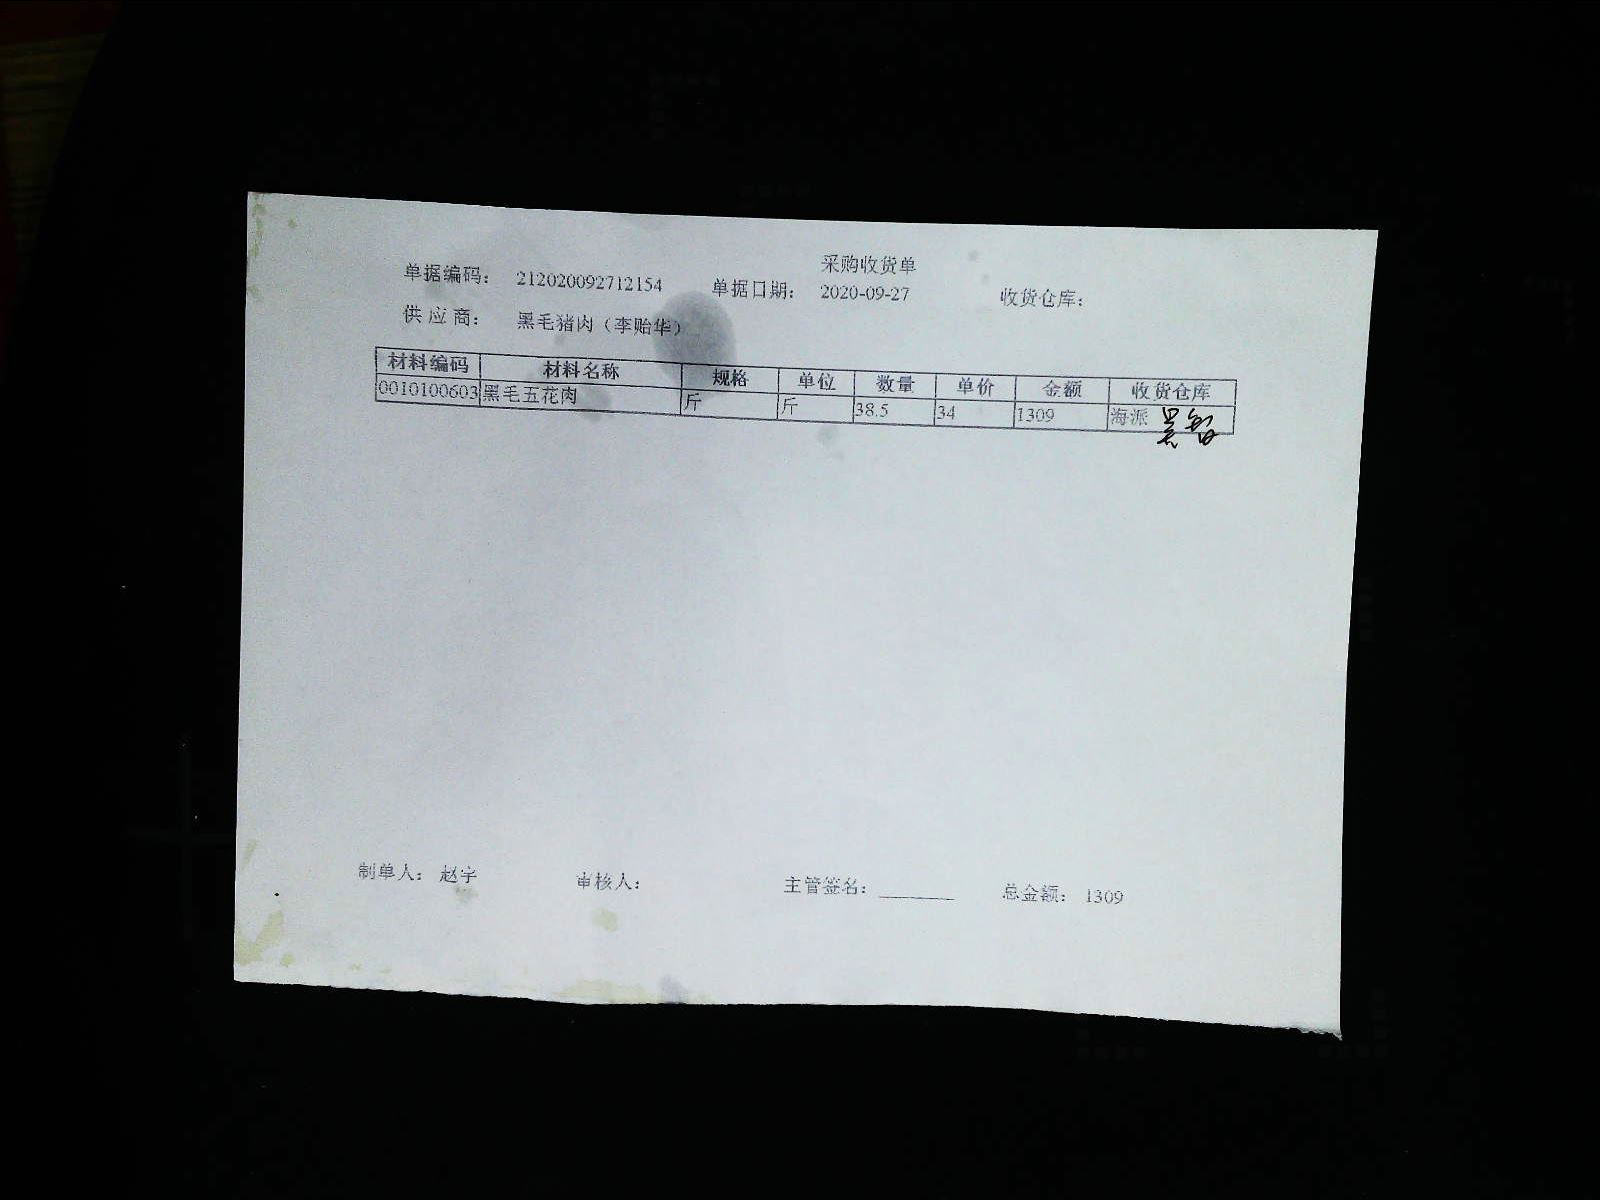 采购收货单
单据编码: 212020092712154 单据日期: 2020-09-27 收货仓库:
供应商: 黑毛猪肉（李贻华）
材料编码 材料名称 规格 单位 数量 单价 金额 收货仓库
0010100603 黑毛五花肉 斤 斤 38.5 34 1309 海派
制单人: 赵宇 审核人: 主管签名: ________ 总金额: 1309